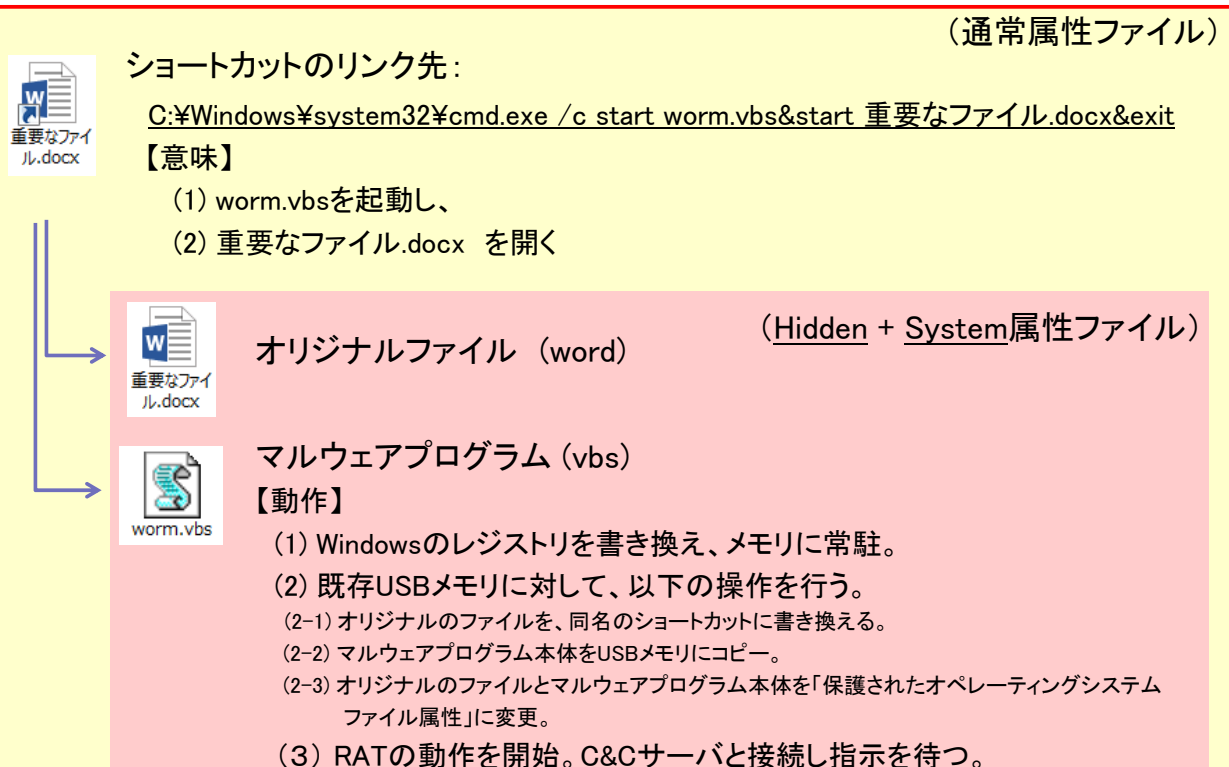 （通常属性ファイル）
ショートカットのリンク先：
重要なファイ
ル.docx
C:¥Windows¥system32¥cmd.exe /c start worm.vbs&start 重要なファイル.docx&exit
【意味】
(1) worm.vbsを起動し、
(2) 重要なファイル.docx を開く
（Hidden + System属性ファイル）
オリジナルファイル （word）
重要なファイ
ル.docx
マルウェアプログラム（vbs）
worm.vbs
【動作】
(1) Windowsのレジストリを書き換え、メモリに常駐。
(2) 既存USBメモリに対して、以下の操作を行う。
(2-1) オリジナルのファイルを、同名のショートカットに書き換える。
(2-2) マルウェアプログラム本体をUSBメモリにコピー。
(2-3) オリジナルのファイルとマルウェアプログラム本体を「保護されたオペレーティングシステム
ファイル属性」に変更。
（３） RATの動作を開始。C&Cサーバと接続し指示を待つ。